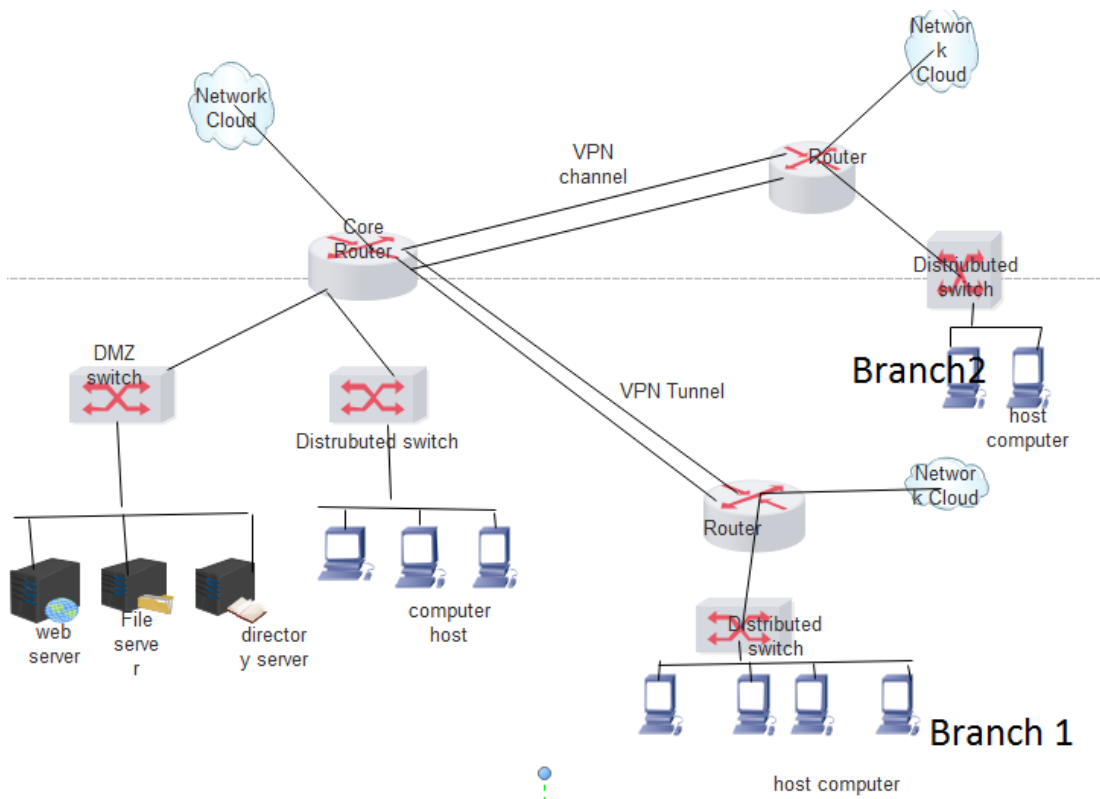 Networ
k
Cloud
Network
Cloud
VPN
channel
Router
Core
Router
Distriubuted
switch
DMZ
switch
Branch2
VPN Tunnel
host
computer
Distrubuted switch
Networ
k Cloud
Router
computer
host
web
server
File
serve
r
director
y server
Distributed
switch
Branch 1
host computer